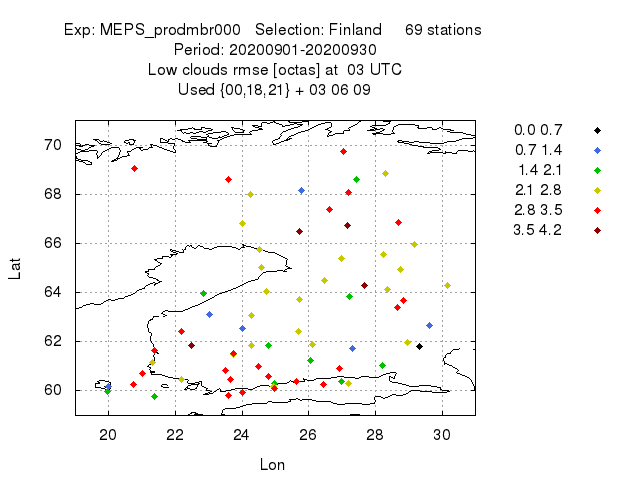 Exp: MEPS_prodmbr000 Selection: Finland 69 stations
Period: 20200901-20200930
Low clouds rmse [octas] at 03 UTC
Used {00,18,21} + 03 06 09
70
68
66
64
62
60
Lat
20 22 24 26 28 30
Lon
0.0 0.7
0.7 1.4
1.4 2.1
2.1 2.8
2.8 3.5
3.5 4.2